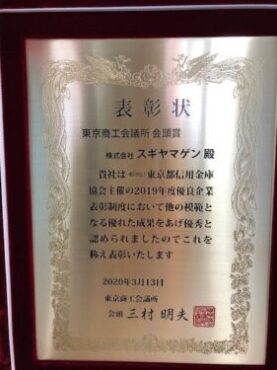 表彰状
東京商工会議所 会頭賞
株式会社 スギヤマゲン 殿
貴社は 東京都信用金庫
協会主催の2019年度優良企業
表彰制度において他の模範と
なる優れた成果をあげ優秀と
認められましたのでこれを
称え表彰いたします
2020年3月13日
東京商工会議所
会頭 三村 明夫